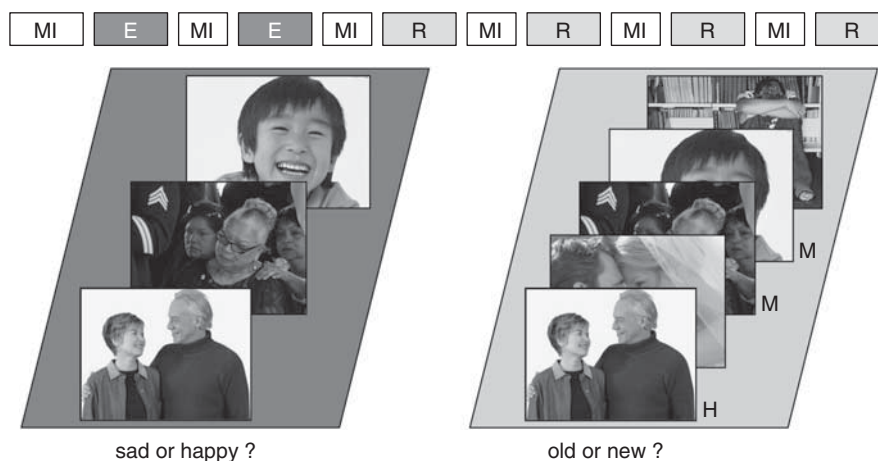 MI E MI E MI R MI R MI R MI R
M
M
H
sad or happy ?
old or new ?